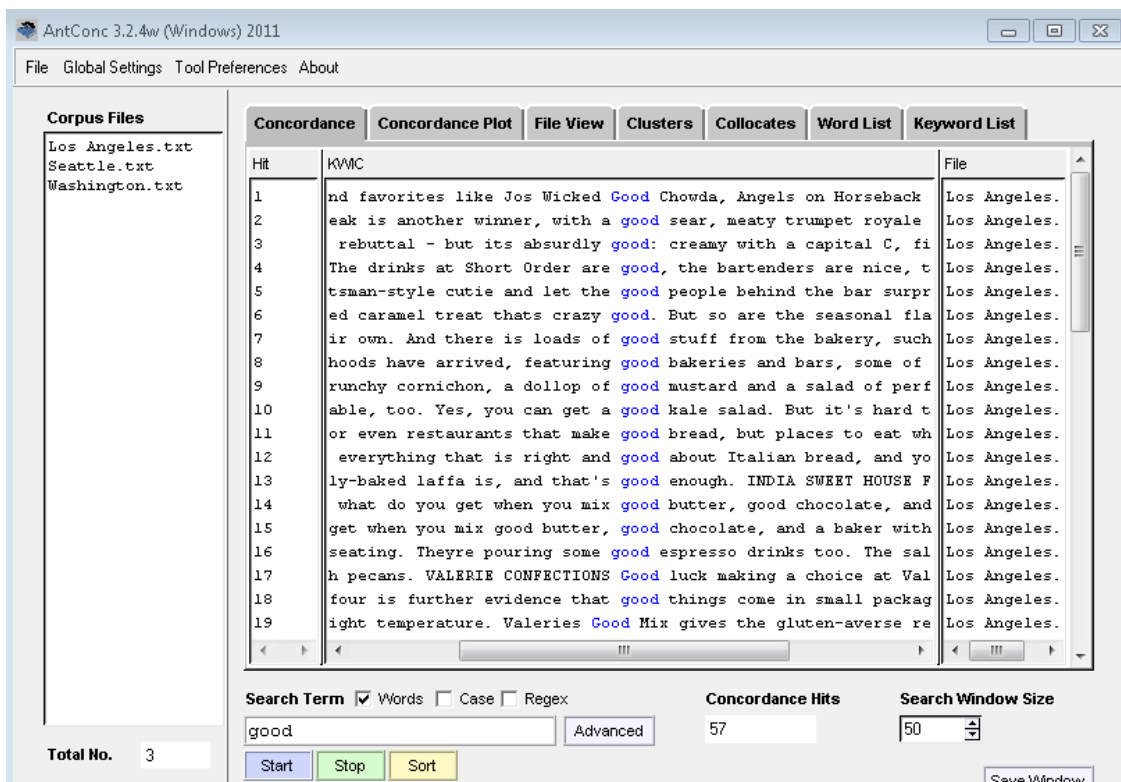 AntConc 3.2.4w (Windows) 2011
File Global Settings Tool Preferences About
Corpus Files
Los Angeles.txt
Seattle.txt
Washington.txt
Total No. 3
Concordance Concordance Plot File View Clusters Collocates Word List Keyword List
Hit KWIC File
1 nd favorites like Jos Wicked Good Chowda, Angels on Horseback Los Angeles.
2 eak is another winner, with a good sear, meaty trumpet royale Los Angeles.
3 rebuttal - but its absurdly good: creamy with a capital C, fi Los Angeles.
4 The drinks at Short Order are good, the bartenders are nice, t Los Angeles.
5 tsman-style cutie and let the good people behind the bar surpr Los Angeles.
6 ed caramel treat thats crazy good. But so are the seasonal fla Los Angeles.
7 ir own. And there is loads of good stuff from the bakery, such Los Angeles.
8 hoods have arrived, featuring good bakeries and bars, some of Los Angeles.
9 runchy cornichon, a dollop of good mustard and a salad of perf Los Angeles.
10 able, too. Yes, you can get a good kale salad. But it's hard t Los Angeles.
11 or even restaurants that make good bread, but places to eat wh Los Angeles.
12 everything that is right and good about Italian bread, and yo Los Angeles.
13 ly-baked laffa is, and that's good enough. INDIA SWEET HOUSE F Los Angeles.
14 what do you get when you mix good butter, good chocolate, and Los Angeles.
15 get when you mix good butter, good chocolate, and a baker with Los Angeles.
16 seating. Theyre pouring some good espresso drinks too. The sal Los Angeles.
17 h pecans. VALERIE CONFECTIONS Good luck making a choice at Val Los Angeles.
18 four is further evidence that good things come in small packag Los Angeles.
19 ight temperature. Valeries Good Mix gives the gluten-averse re Los Angeles.
Search Term Words Case Regex Concordance Hits Search Window Size
good Advanced 57 50
Start Stop Sort
Save Window